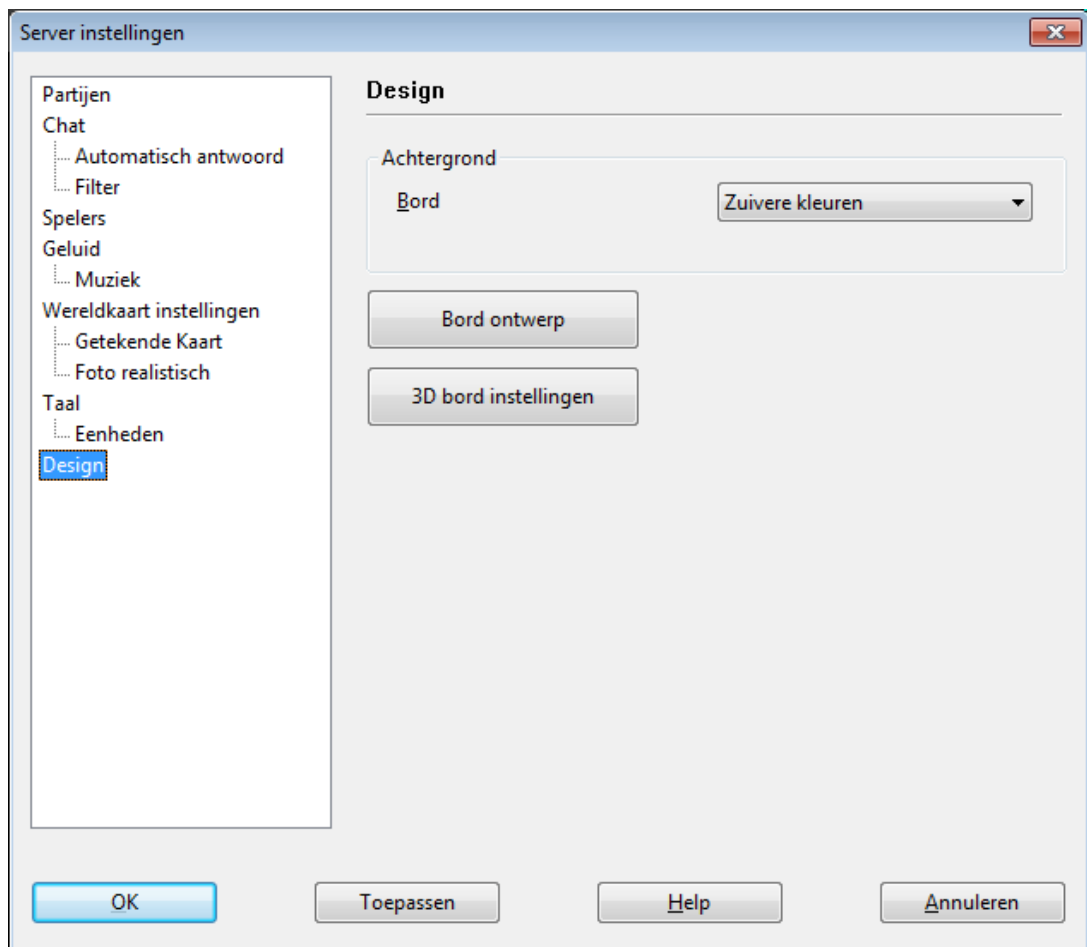 Server instellingen
Partijen
Chat
Automatisch antwoord
Filter
Spelers
Geluid
Muziek
Wereldkaart instellingen
Getekende Kaart
Foto realistisch
Taal
Eenheden
Design
Design
Achtergrond
Bord Zuivere kleuren
Bord ontwerp
3D bord instellingen
OK Toepassen Help Annuleren